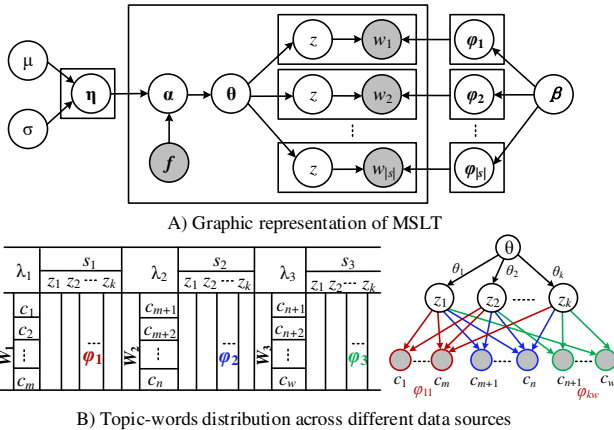 μ
σ
η
α
f
θ
z w₁ φ₁
z w₂ φ₂
β
z w|s| φ|s|
A) Graphic representation of MSLT
λ₁ s₁ λ₂ s₂ λ₃ s₃
z₁ z₂ ··· zₖ z₁ z₂ ··· zₖ z₁ z₂ ··· zₖ
W₁ c₁ c₂ ⋮ cₘ ··· φ₁
W₂ cₘ₊₁ cₘ₊₂ ⋮ cₙ ··· φ₂
W₃ cₙ₊₁ cₙ₊₂ ⋮ c_w ··· φ₃
θ
θ₁ θ₂ θₖ
z₁ z₂ ····· zₖ
c₁ ··· cₘ cₘ₊₁ ··· cₙ cₙ₊₁ ··· c_w
φ₁₁ φ_kw
B) Topic-words distribution across different data sources